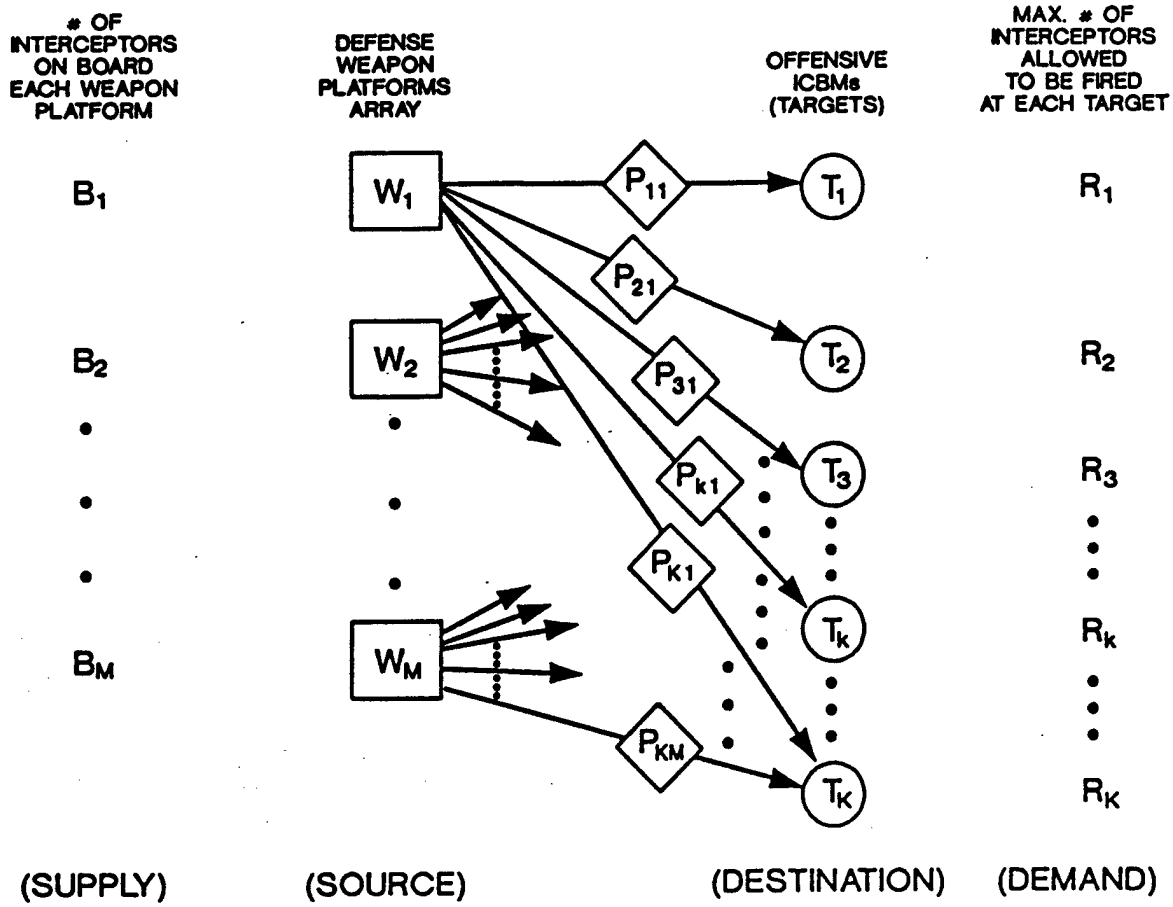 # OF
INTERCEPTORS
ON BOARD
EACH WEAPON
PLATFORM
DEFENSE
WEAPON
PLATFORMS
ARRAY
OFFENSIVE
ICBMs
(TARGETS)
MAX. # OF
INTERCEPTORS
ALLOWED
TO BE FIRED
AT EACH TARGET
B1
W1
P11
T1
R1
P21
B2
W2
T2
R2
P31
Pk1
T3
R3
PK1
Tk
Rk
BM
WM
PKM
TK
RK
(SUPPLY)
(SOURCE)
(DESTINATION)
(DEMAND)